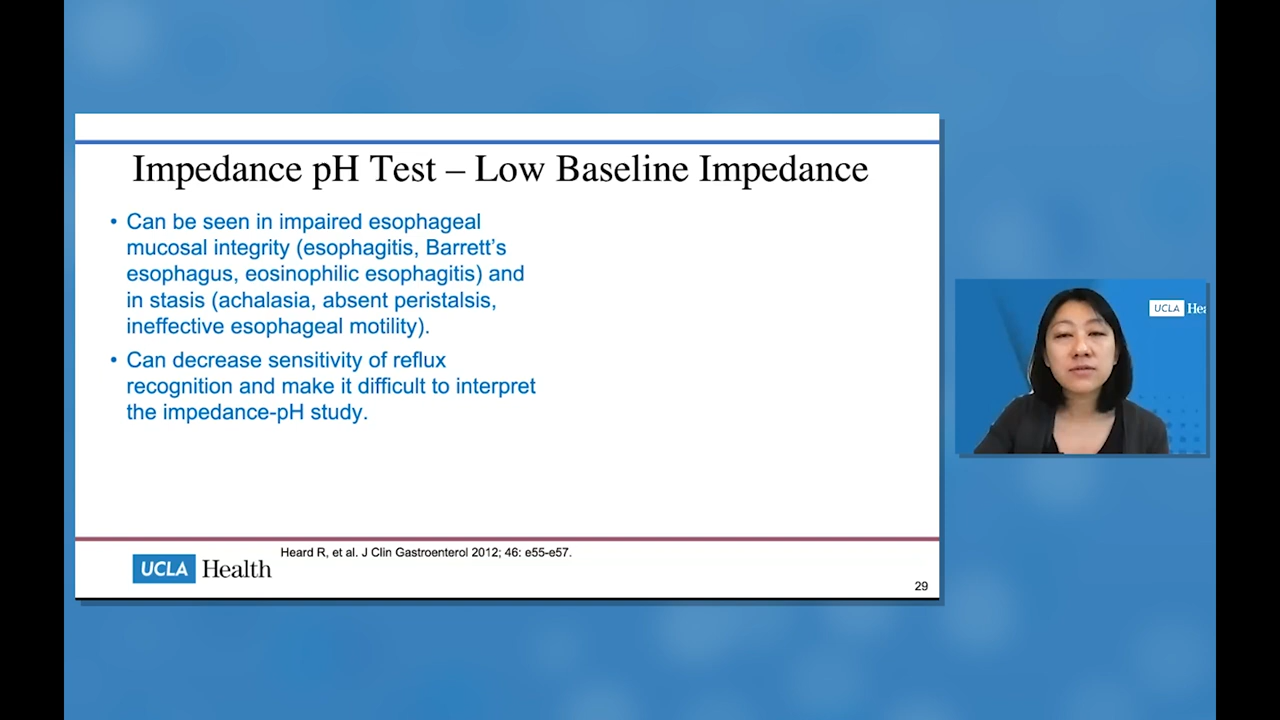 Impedance pH Test – Low Baseline Impedance
• Can be seen in impaired esophageal
mucosal integrity (esophagitis, Barrett’s
esophagus, eosinophilic esophagitis) and
in stasis (achalasia, absent peristalsis,
ineffective esophageal motility).
• Can decrease sensitivity of reflux
recognition and make it difficult to interpret
the impedance-pH study.
UCLA Hea
Heard R, et al. J Clin Gastroenterol 2012; 46: e55-e57.
UCLA Health
29